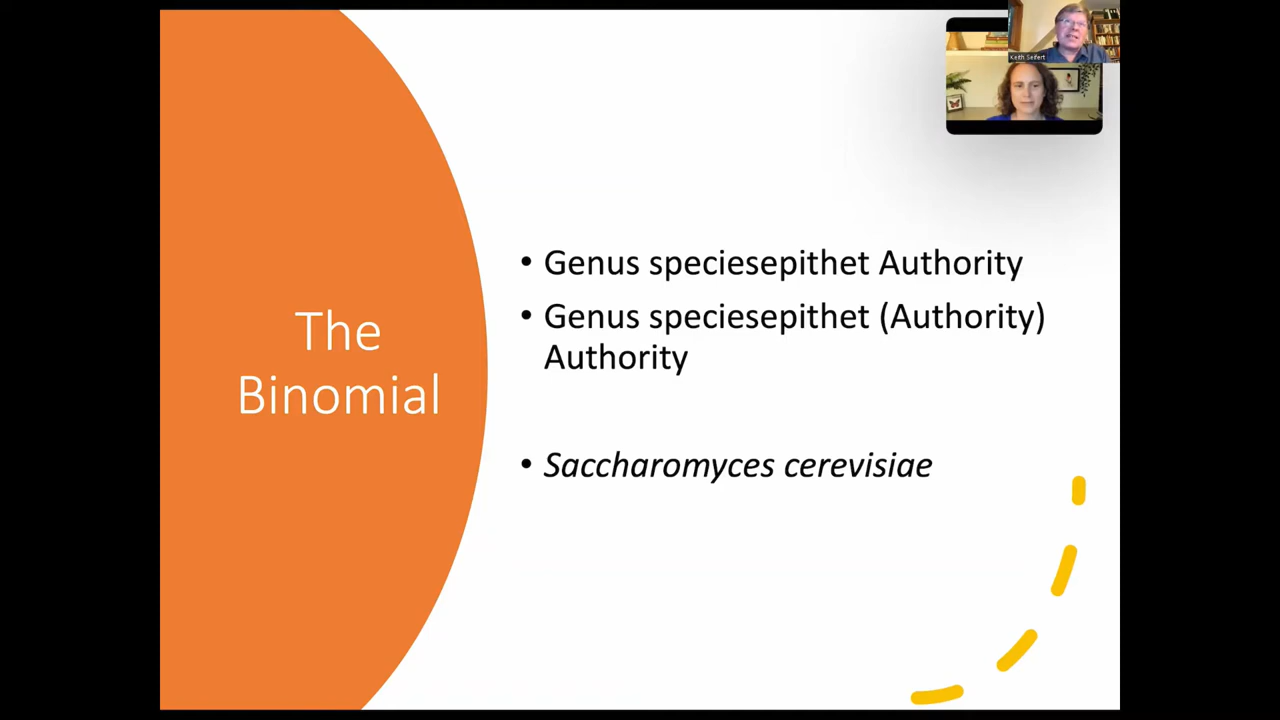 Keith Seifert
The
Binomial
• Genus speciesepithet Authority
• Genus speciesepithet (Authority)
Authority
• Saccharomyces cerevisiae